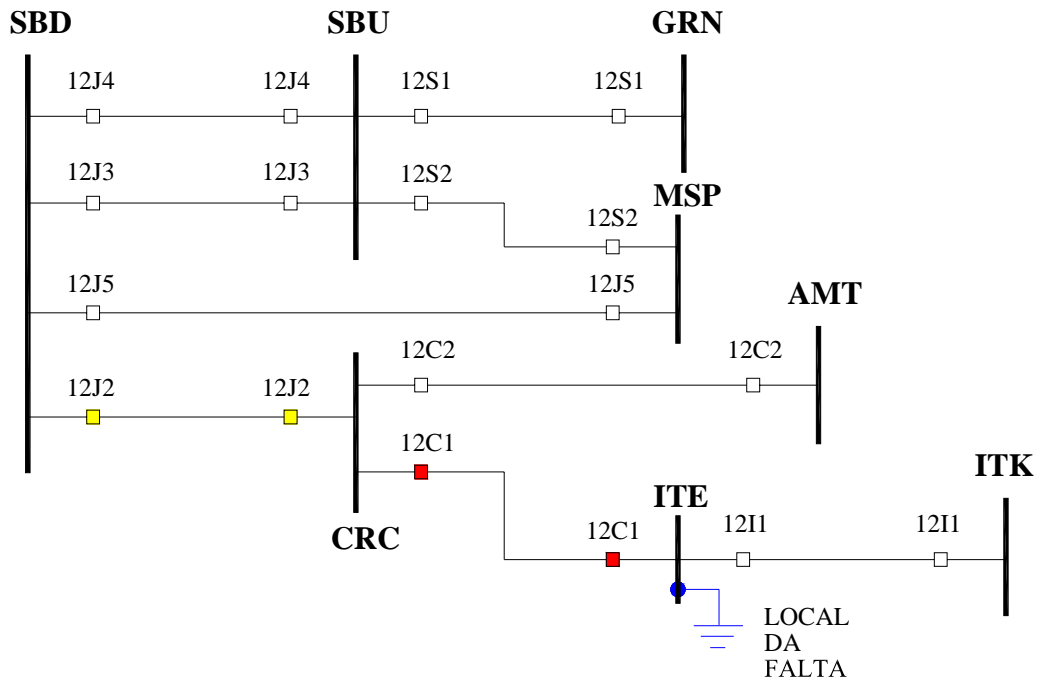 SBD SBU GRN
12J4 12J4 12S1 12S1
12J3 12J3 12S2
MSP
12S2
12J5 12J5
AMT
12C2 12C2
12J2 12J2
12C1
ITK
ITE
CRC 12C1 12I1 12I1
LOCAL
DA
FALTA